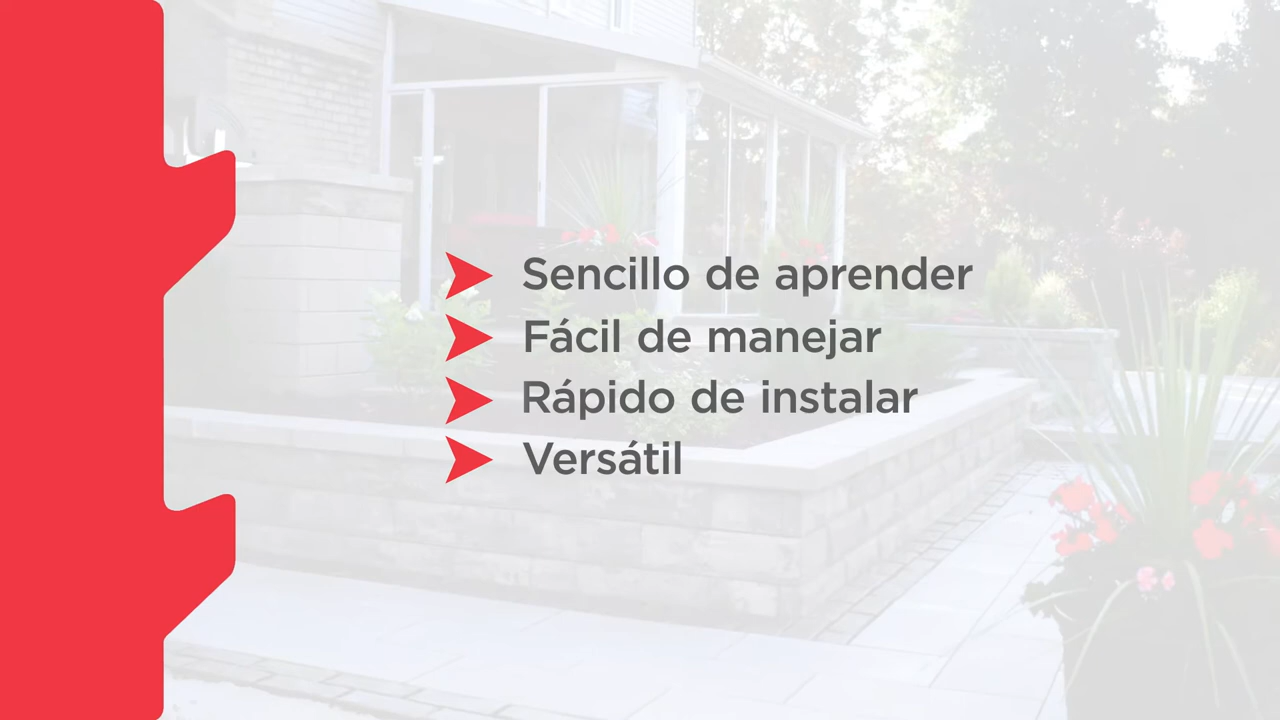 Sencillo de aprender
Fácil de manejar
Rápido de instalar
Versátil